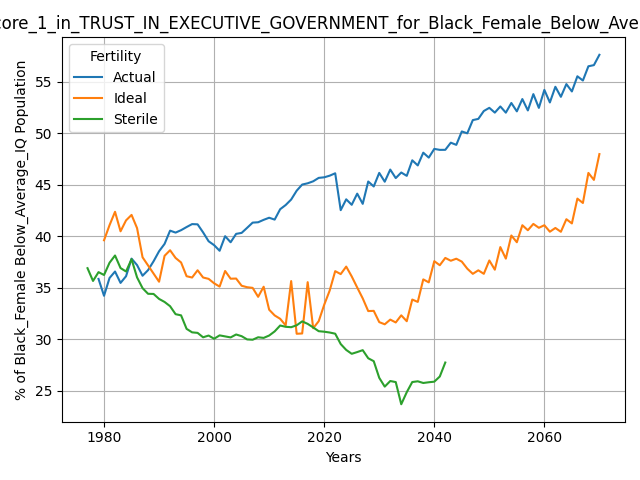 core_1_in_TRUST_IN_EXECUTIVE_GOVERNMENT_for_Black_Female_Below_Aver
Fertility
Actual
Ideal
Sterile
% of Black_Female Below_Average_IQ Population
55
50
45
40
35
30
25
1980
2000
2020
2040
2060
Years